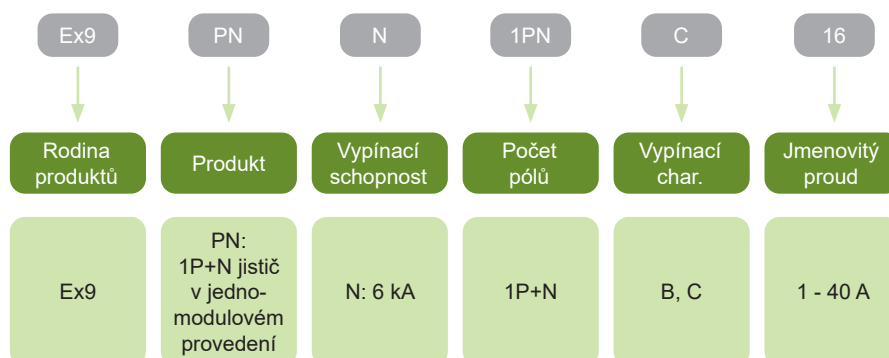 Ex9
PN
N
1PN
C
16
Rodina
produktů
Produkt
Vypínací
schopnost
Počet
pólů
Vypínací
char.
Jmenovitý
proud
Ex9
PN:
1P+N jistič
v jedno-
modulovém
provedení
N: 6 kA
1P+N
B, C
1 - 40 A